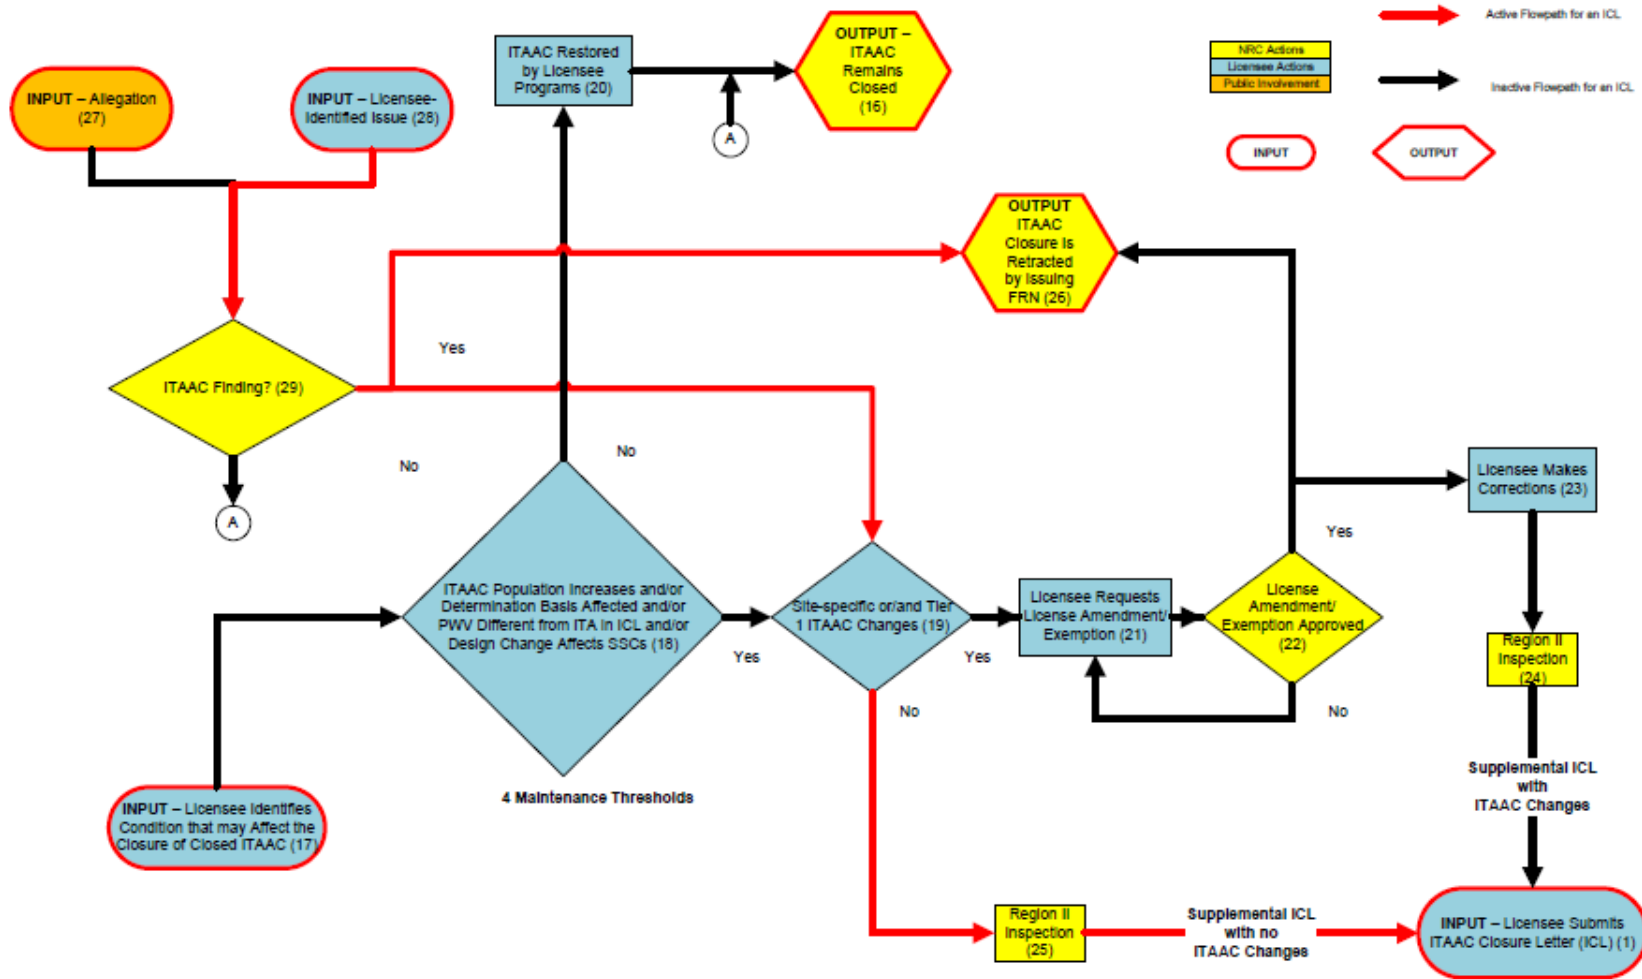 Active Flowpath for an ICL
NRC Actions
Licensee Actions
Public Involvement
Inactive Flowpath for an ICL
INPUT
OUTPUT
INPUT – Allegation
(27)
INPUT – Licensee-
Identified Issue (28)
ITAAC Restored
by Licensee
Programs (20)
A
OUTPUT –
ITAAC
Remains
Closed
(16)
OUTPUT
ITAAC
Closure is
Retracted
by Issuing
FRN (26)
ITAAC Finding? (29)
Yes
No
A
No
ITAAC Population Increases and/or
Determination Basis Affected and/or
PWV Different from ITA in ICL and/or
Design Change Affects SSCs (18)
Yes
4 Maintenance Thresholds
INPUT – Licensee Identifies
Condition that may Affect the
Closure of Closed ITAAC (17)
Site-specific or/and Tier
1 ITAAC Changes (19)
Yes
No
Licensee Requests
License Amendment/
Exemption (21)
License
Amendment/
Exemption Approved
(22)
Yes
No
Licensee Makes
Corrections (23)
Region II
Inspection
(24)
Supplemental ICL
with
ITAAC Changes
Region II
Inspection
(25)
Supplemental ICL
with no
ITAAC Changes
INPUT – Licensee Submits
ITAAC Closure Letter (ICL) (1)